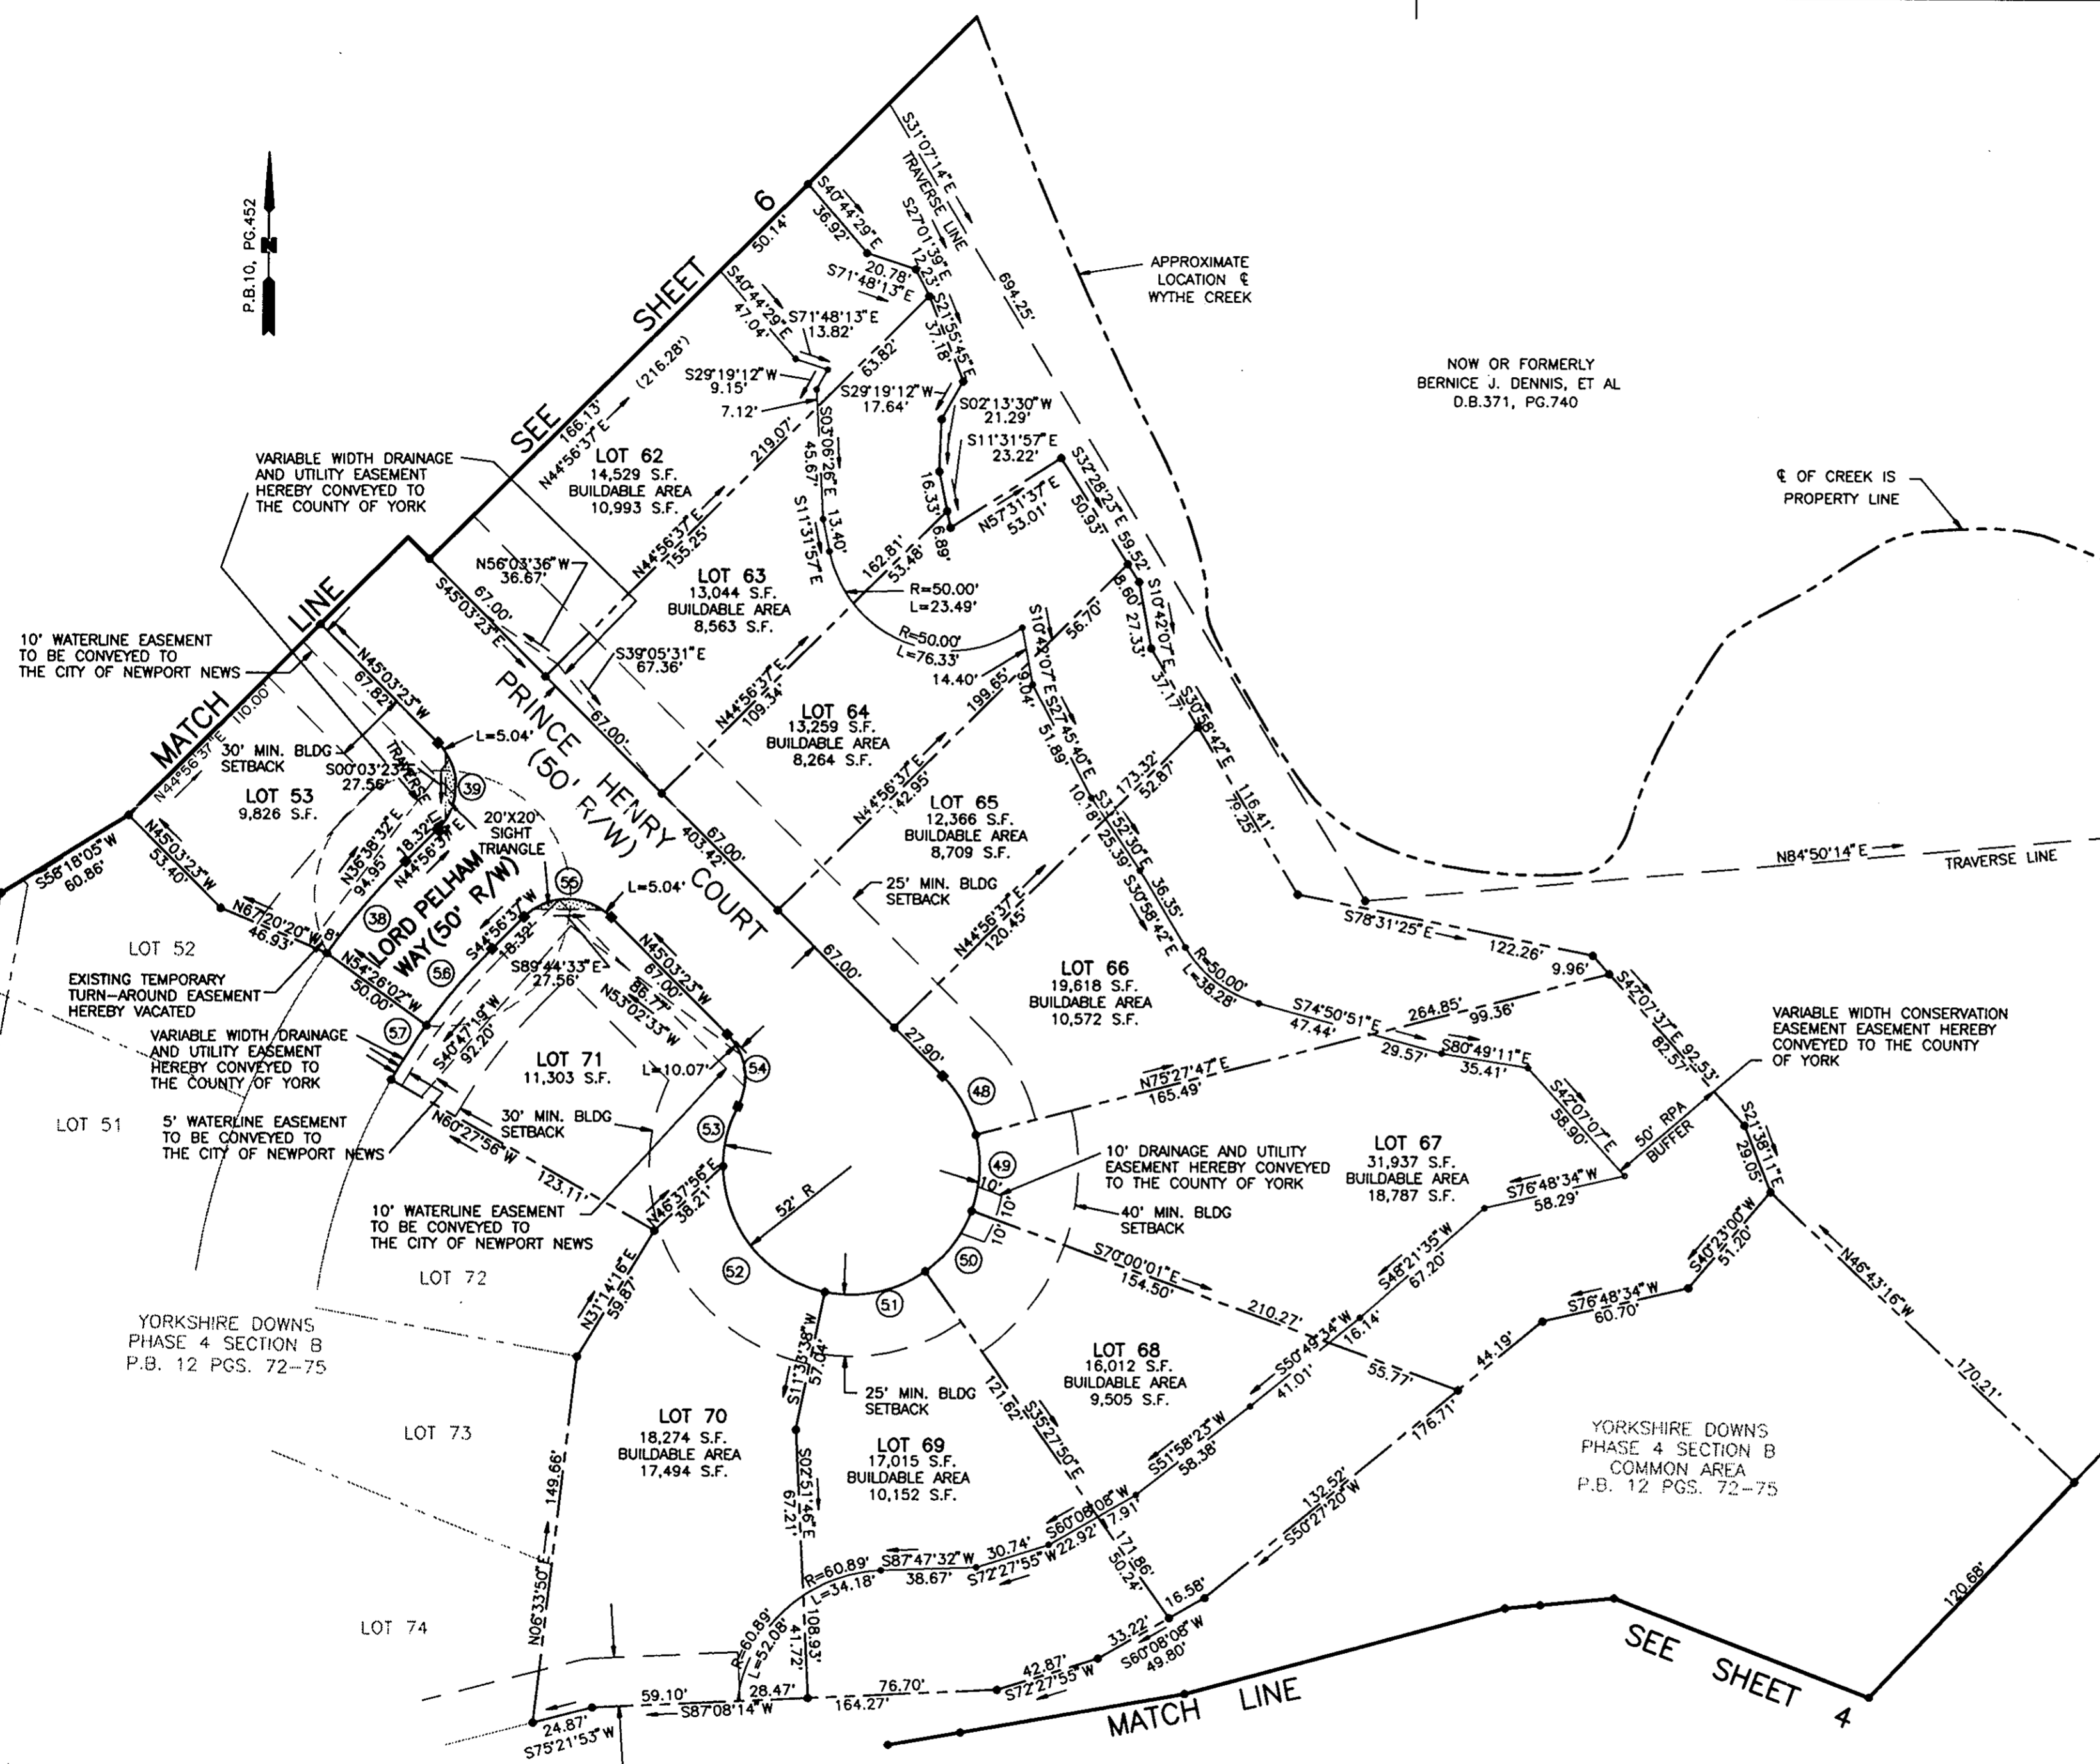 P.B.10, PG.452
N
MATCH LINE SEE SHEET 6
50.14'
S31°07'14"E
TRAVERSE LINE
694.25'
S40°44'29"E
36.92'
S27°01'39"E
12.23'
20.78'
S71°48'13"E
S21°55'45"E
37.18'
S40°44'29"E
47.04'
S71°48'13"E
13.82'
S29°19'12"W
9.15'
7.12'
63.82'
S29°19'12"W
17.64'
S02°13'30"W
21.29'
S11°31'57"E
23.22'
APPROXIMATE
LOCATION ℄
WYTHE CREEK
NOW OR FORMERLY
BERNICE J. DENNIS, ET AL
D.B.371, PG.740
℄ OF CREEK IS
PROPERTY LINE
166.13'
(216.28')
N44°56'37"E
219.07'
VARIABLE WIDTH DRAINAGE
AND UTILITY EASEMENT
HEREBY CONVEYED TO
THE COUNTY OF YORK
LOT 62
14,529 S.F.
BUILDABLE AREA
10,993 S.F.
S03°06'26"E
45.67'
13.40'
S11°31'57"E
16.33'
6.89'
N57°31'37"E
53.01'
S32°28'23"E
50.93'
59.52'
8.60'
S10°42'07"E
27.33'
37.17'
S30°58'42"E
N44°56'37"E
155.25'
162.81'
53.48'
N56°03'36"W
36.67'
S45°03'23"E
67.00'
LOT 63
13,044 S.F.
BUILDABLE AREA
8,563 S.F.
R=50.00'
L=23.49'
R=50.00'
L=76.33'
56.70'
14.40'
S10°42'07"E
19.04'
S27°45'40"E
51.89'
199.65'
S39°05'31"E
67.36'
N44°56'37"E
109.34'
10' WATERLINE EASEMENT
TO BE CONVEYED TO
THE CITY OF NEWPORT NEWS
110.00'
N44°56'37"E
N45°03'23"W
67.82'
L=5.04'
30' MIN. BLDG
SETBACK
TRAVERSE
S00°03'23"
27.56'
39
LOT 53
9,826 S.F.
PRINCE HENRY COURT
(50' R/W)
67.00'
403.42'
67.00'
LOT 64
13,259 S.F.
BUILDABLE AREA
8,264 S.F.
N44°56'37"E
142.95'
173.32'
52.87'
116.41'
79.25'
LOT 65
12,366 S.F.
BUILDABLE AREA
8,709 S.F.
10.18'
S31°52'30"E
25.39'
36.35'
S30°58'42"E
S58°18'05"W
60.86'
N45°03'23"W
53.40'
N36°38'32"E
94.95'
18.32'
N44°56'37"E
20'X20'
SIGHT
TRIANGLE
55
L=5.04'
25' MIN. BLDG
SETBACK
N84°50'14"E
TRAVERSE LINE
N67°20'20"W
46.93'
8'
38
LORD PELHAM
WAY(50' R/W)
S44°56'37"W
18.32'
S89°44'33"E
27.56'
N45°03'23"W
67.00'
86.77'
N53°02'33"W
67.00'
N44°56'37"E
120.45'
S78°31'25"E
122.26'
9.96'
LOT 52
EXISTING TEMPORARY
TURN-AROUND EASEMENT
HEREBY VACATED
N54°26'02"W
50.00'
56
57
LOT 66
19,618 S.F.
BUILDABLE AREA
10,572 S.F.
R=50.00'
L=38.28'
S74°50'51"E
47.44'
264.85'
99.36'
29.57'
S80°49'11"E
35.41'
S42°07'37"E
82.57'
92.53'
VARIABLE WIDTH CONSERVATION
EASEMENT EASEMENT HEREBY
CONVEYED TO THE COUNTY
OF YORK
VARIABLE WIDTH DRAINAGE
AND UTILITY EASEMENT
HEREBY CONVEYED TO
THE COUNTY OF YORK
S40°47'19"W
92.20'
LOT 71
11,303 S.F.
L=10.07'
54
27.90'
48
N75°27'47"E
165.49'
S42°07'07"E
58.90'
50' RPA
BUFFER
S21°38'11"E
29.05'
LOT 51
5' WATERLINE EASEMENT
TO BE CONVEYED TO
THE CITY OF NEWPORT NEWS
N60°27'56"W
123.11'
30' MIN. BLDG
SETBACK
53
N46°37'56"E
38.21'
52' R
49
10'
10'
10'
10' DRAINAGE AND UTILITY
EASEMENT HEREBY CONVEYED
TO THE COUNTY OF YORK
40' MIN. BLDG
SETBACK
LOT 67
31,937 S.F.
BUILDABLE AREA
18,787 S.F.
S76°48'34"W
58.29'
S48°21'35"W
67.20'
S40°23'00"W
51.20'
N46°43'16"W
170.21'
10' WATERLINE EASEMENT
TO BE CONVEYED TO
THE CITY OF NEWPORT NEWS
LOT 72
52
51
50
S70°00'01"E
154.50'
210.27'
55.77'
S76°48'34"W
60.70'
44.19'
N31°14'16"E
59.87'
YORKSHIRE DOWNS
PHASE 4 SECTION B
P.B. 12 PGS. 72-75
S11°33'38"W
57.04'
25' MIN. BLDG
SETBACK
121.62'
S35°27'50"E
LOT 68
16,012 S.F.
BUILDABLE AREA
9,505 S.F.
S50°49'34"W
16.14'
41.01'
176.71'
LOT 73
149.66'
LOT 70
18,274 S.F.
BUILDABLE AREA
17,494 S.F.
S02°51'46"E
67.21'
LOT 69
17,015 S.F.
BUILDABLE AREA
10,152 S.F.
S51°58'23"W
58.38'
132.52'
S50°27'20"W
YORKSHIRE DOWNS
PHASE 4 SECTION B
COMMON AREA
P.B. 12 PGS. 72-75
S60°08'08"W
7.91'
22.92'
30.74'
S72°27'55"W
S87°47'32"W
38.67'
R=60.89'
L=34.18'
171.86'
50.24'
16.58'
N06°33'50"E
LOT 74
R=60.89'
L=52.08'
108.93'
41.72'
33.22'
S60°08'08"W
49.80'
42.87'
S72°27'55"W
59.10'
28.47'
76.70'
S87°08'14"W
164.27'
24.87'
S75°21'53"W
120.68'
MATCH LINE
SEE SHEET 4